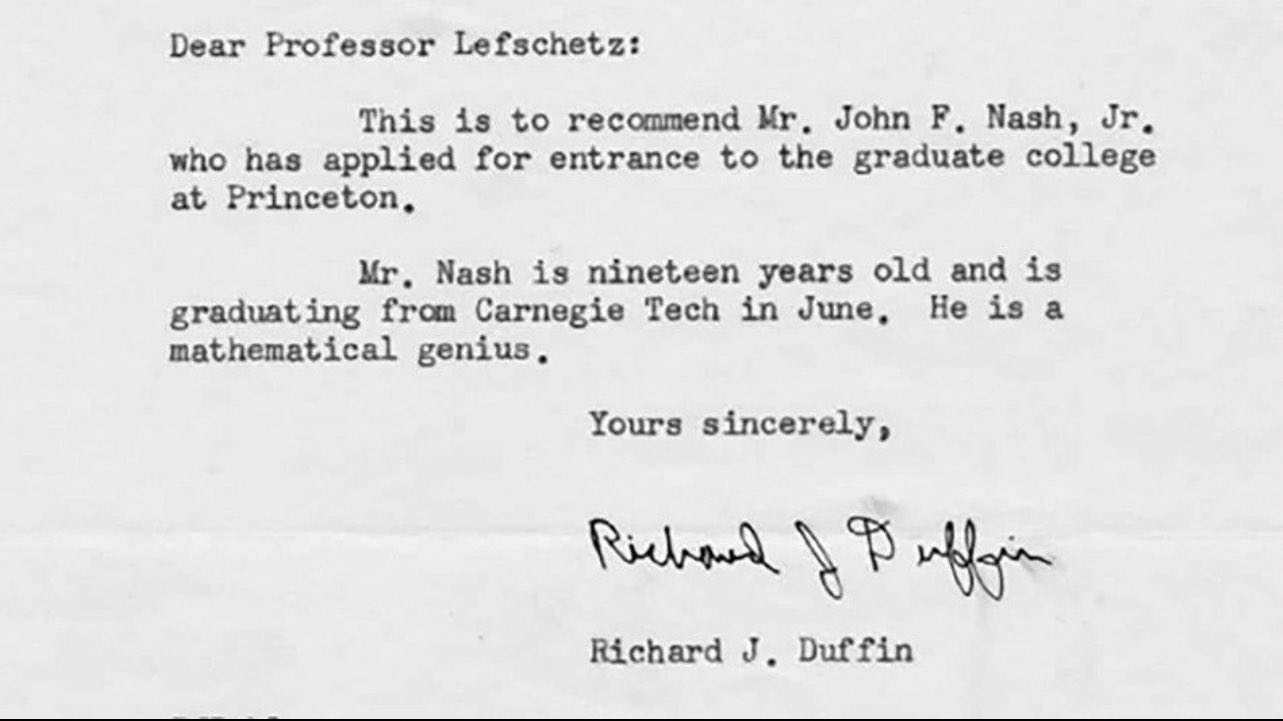 Dear Professor Lefschetz:
This is to recommend Mr. John F. Nash, Jr.
who has applied for entrance to the graduate college
at Princeton.
Mr. Nash is nineteen years old and is
graduating from Carnegie Tech in June. He is a
mathematical genius.
Yours sincerely,
Richard J Duffin
Richard J. Duffin